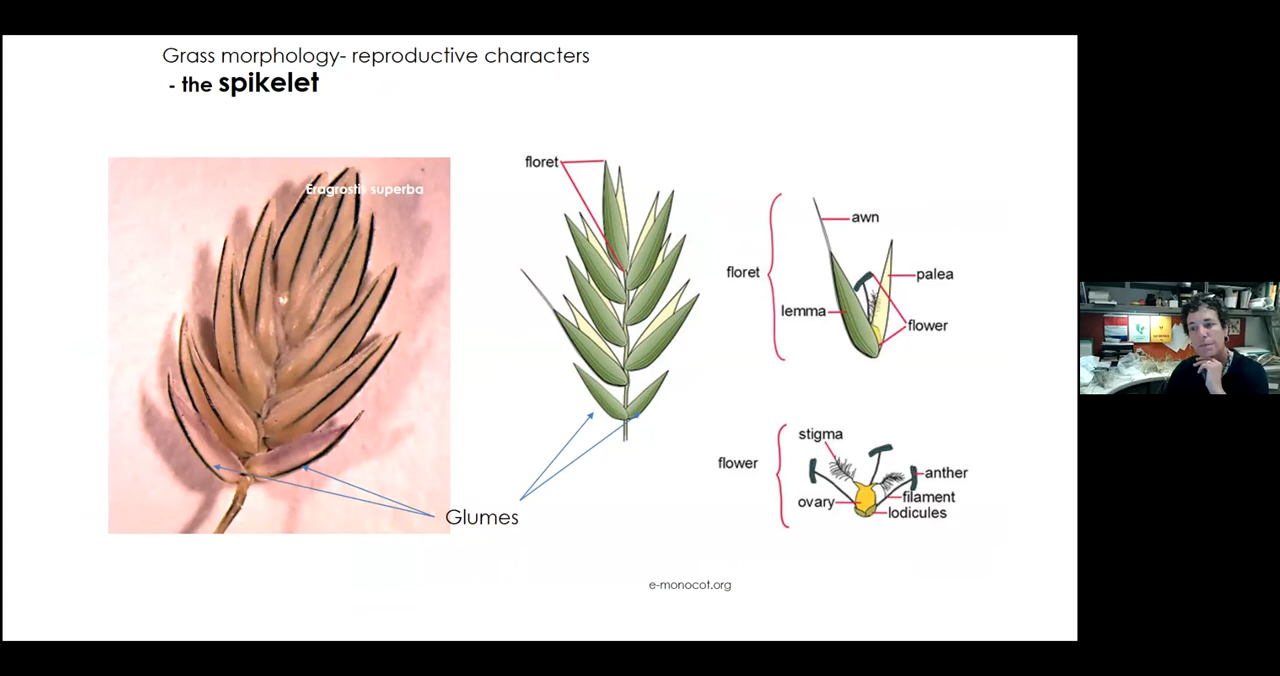 Grass morphology- reproductive characters
- the spikelet
Eragrostis superba
floret
Glumes
awn
floret
palea
lemma
flower
stigma
flower
anther
ovary
filament
lodicules
e-monocot.org